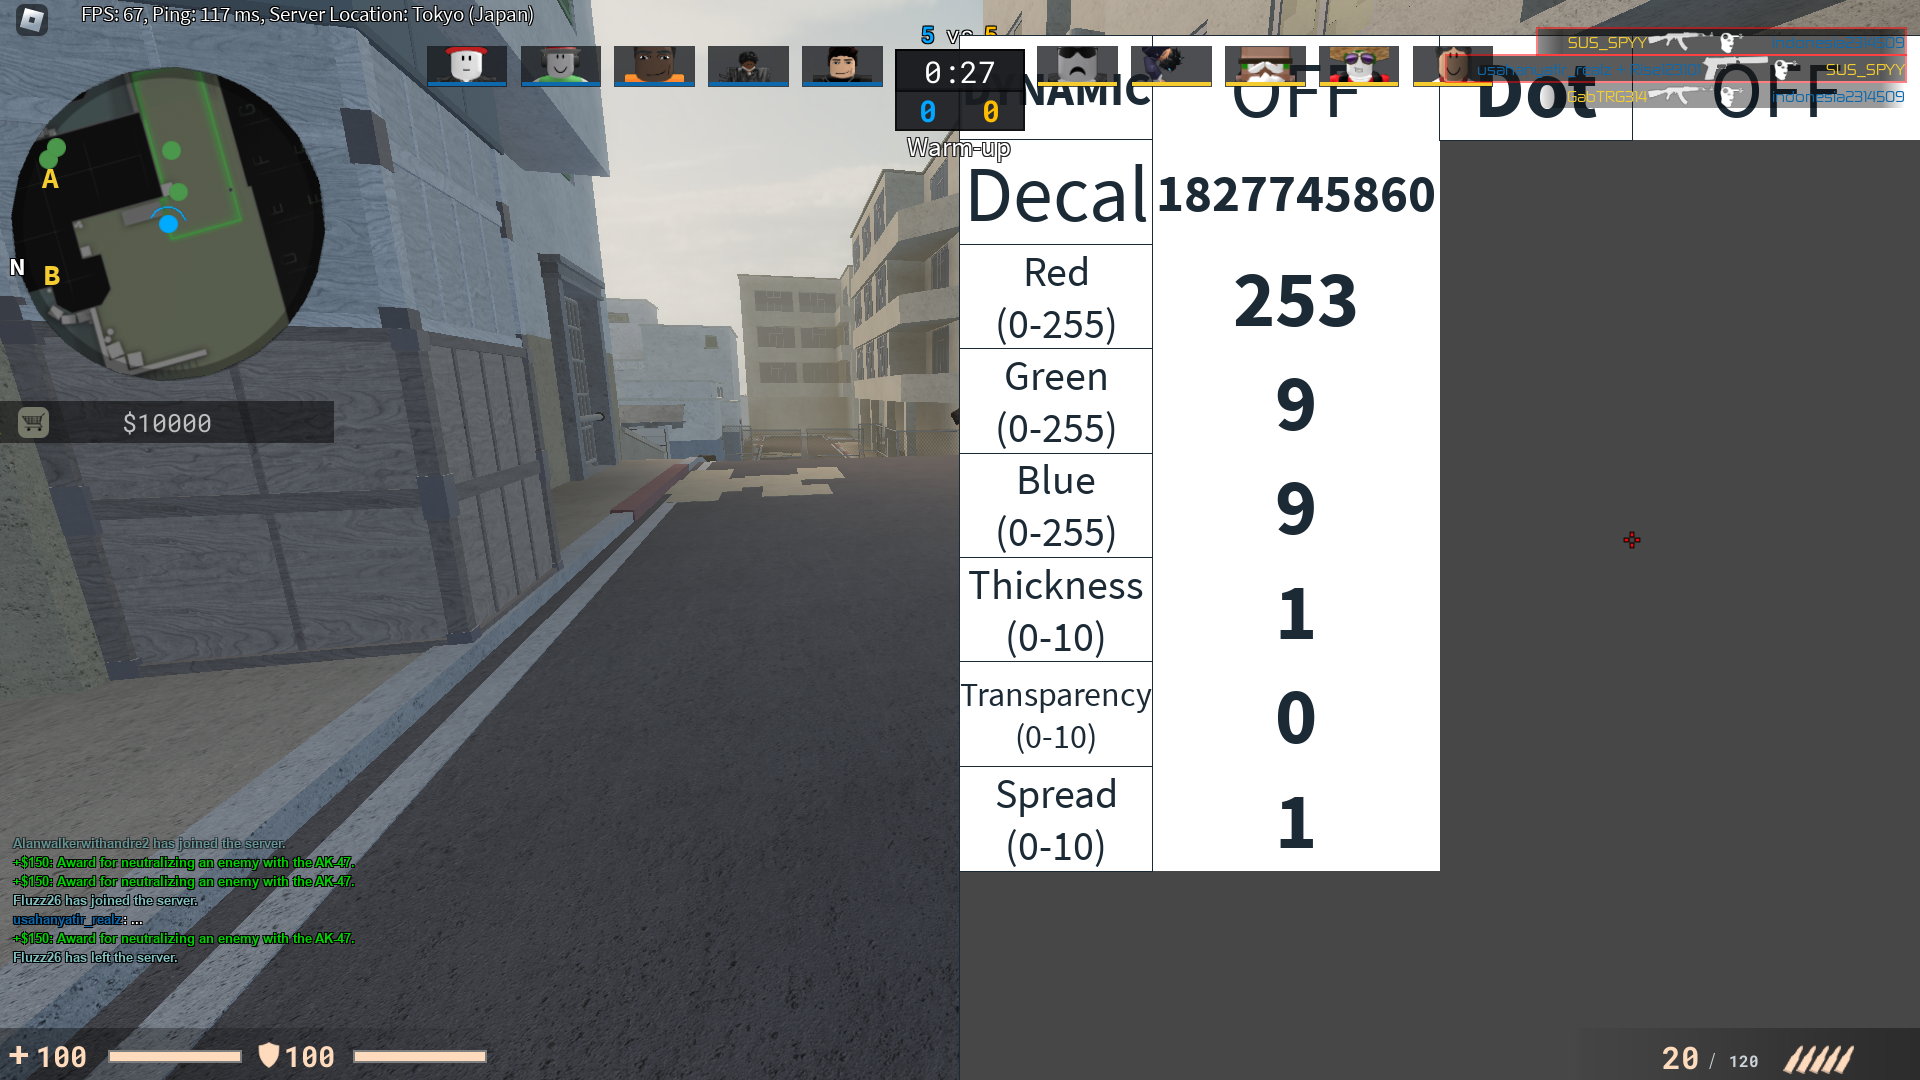 FPS: 67, Ping: 117 ms, Server Location: Tokyo (Japan)
5 vs 5
0:27
0 0
Warm-up
A
N
B
$10000
SUS_SPYY indonesia2314509
SUS_SPYY
GabTRG314 indonesia2314509
DYNAMIC OFF Dot OFF
Decal 1827745860
Red
(0-255)
253
Green
(0-255)
9
Blue
(0-255)
9
Thickness
(0-10)
1
Transparency
(0-10)
0
Spread
(0-10)
1
Alanwalkerwithandre2 has joined the server.
+$150: Award for neutralizing an enemy with the AK-47.
+$150: Award for neutralizing an enemy with the AK-47.
Fluzz26 has joined the server.
usahanyatir_realz: ...
+$150: Award for neutralizing an enemy with the AK-47.
Fluzz26 has left the server.
+ 100 100
20 / 120